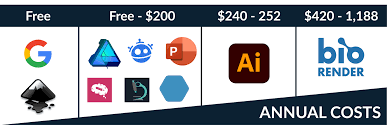 Free
Free - $200
$240 - 252
$420 - 1,188
G
P
Ai
bio
RENDER
ANNUAL COSTS